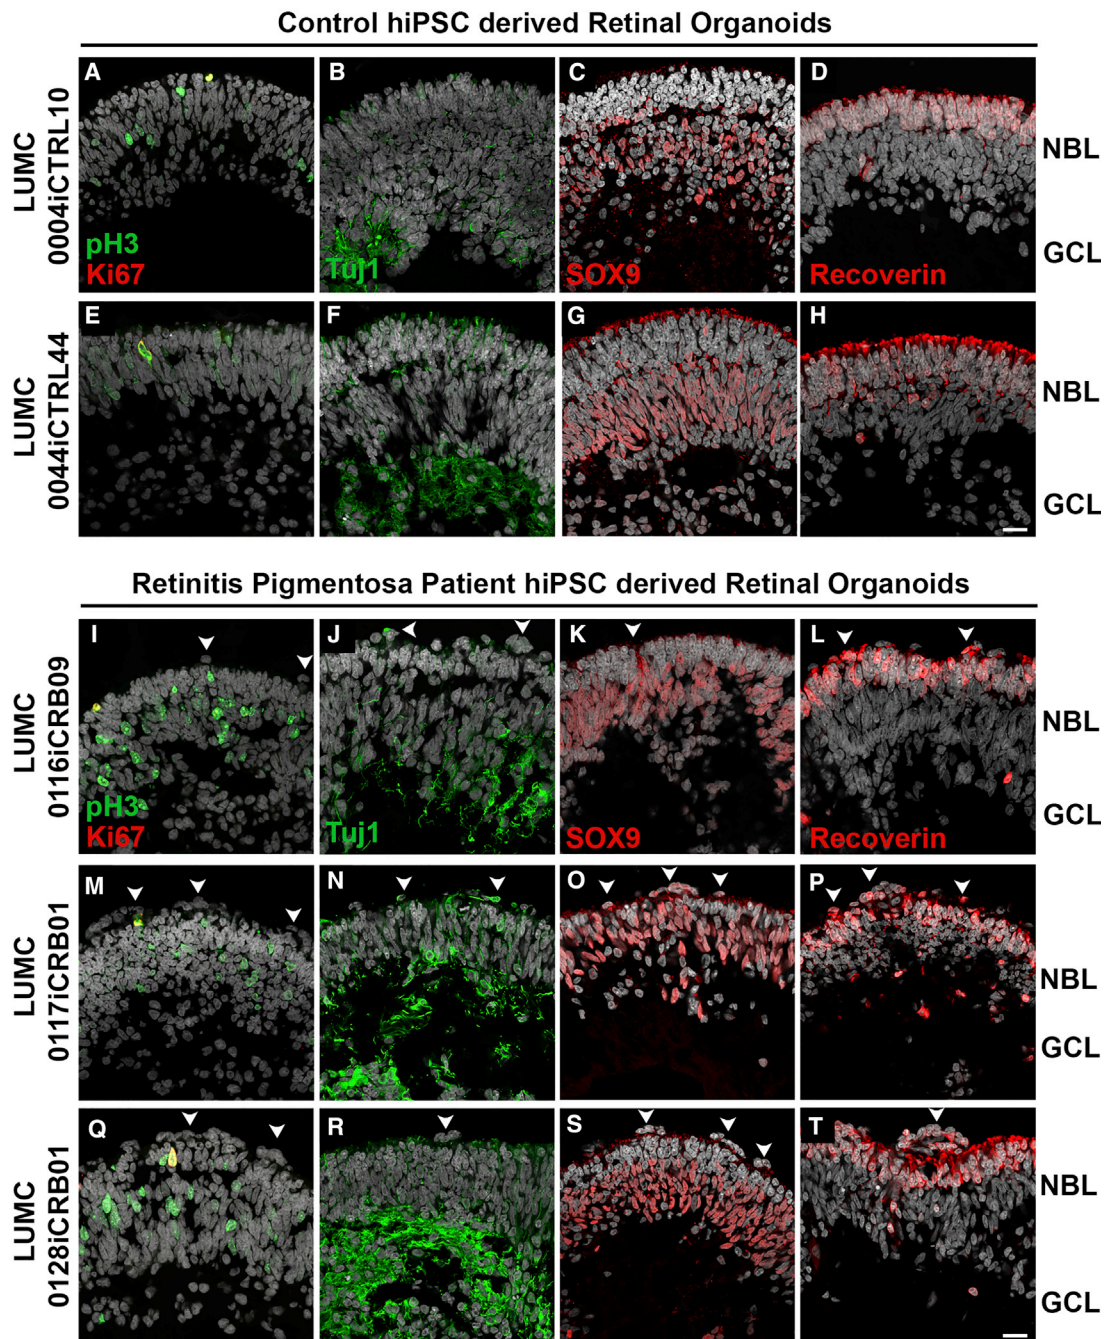 Control hiPSC derived Retinal Organoids
LUMC
0004iCTRL10
A
pH3
Ki67
B
Tuj1
C
SOX9
D
Recoverin
NBL
GCL
LUMC
0044iCTRL44
E
F
G
H
NBL
GCL
Retinitis Pigmentosa Patient hiPSC derived Retinal Organoids
LUMC
0116iCRB09
I
pH3
Ki67
J
Tuj1
K
SOX9
L
Recoverin
NBL
GCL
LUMC
0117iCRB01
M
N
O
P
NBL
GCL
LUMC
0128iCRB01
Q
R
S
T
NBL
GCL